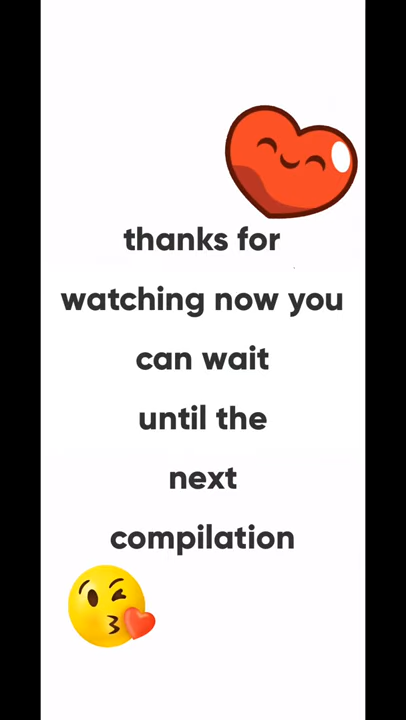 thanks for
watching now you
can wait
until the
next
compilation